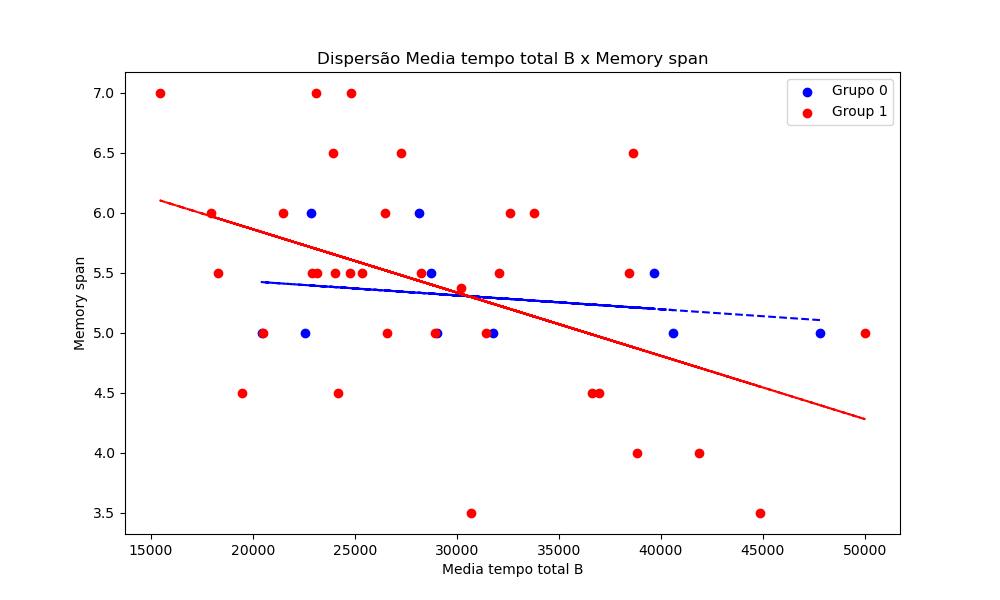 Dispersão Media tempo total B x Memory span
Grupo 0
Group 1
7.0
6.5
6.0
5.5
5.0
4.5
4.0
3.5
Memory span
15000 20000 25000 30000 35000 40000 45000 50000
Media tempo total B